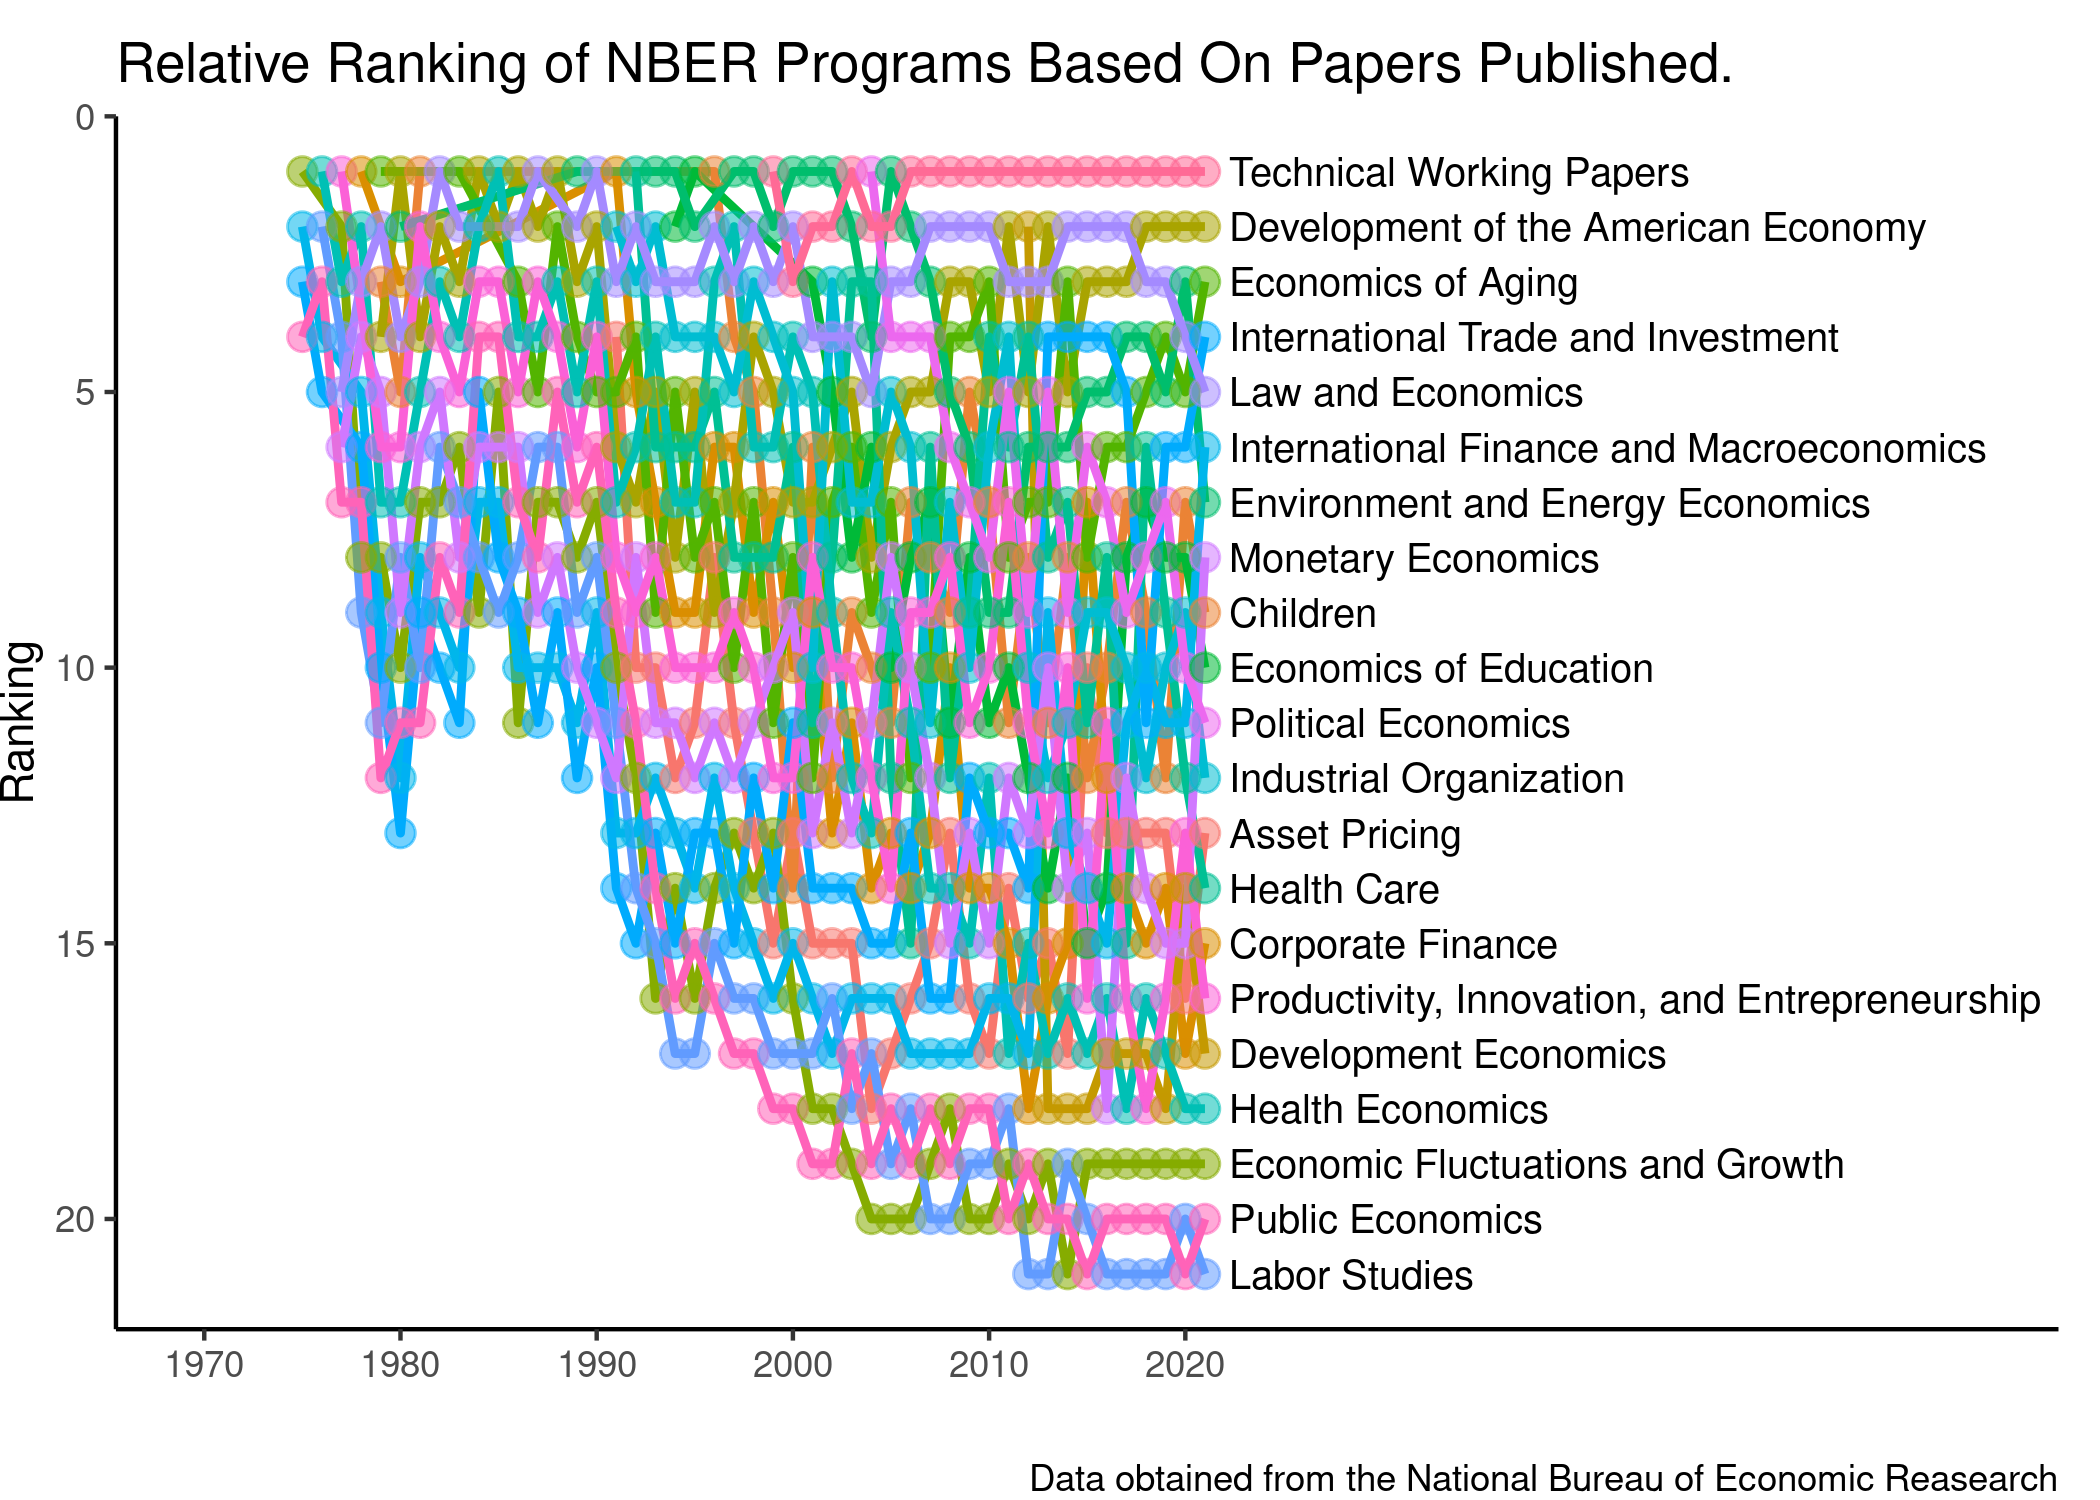 Relative Ranking of NBER Programs Based On Papers Published.
0
5
10
15
20
Ranking
Technical Working Papers
Development of the American Economy
Economics of Aging
International Trade and Investment
Law and Economics
International Finance and Macroeconomics
Environment and Energy Economics
Monetary Economics
Children
Economics of Education
Political Economics
Industrial Organization
Asset Pricing
Health Care
Corporate Finance
Productivity, Innovation, and Entrepreneurship
Development Economics
Health Economics
Economic Fluctuations and Growth
Public Economics
Labor Studies
1970 1980 1990 2000 2010 2020
Data obtained from the National Bureau of Economic Reasearch